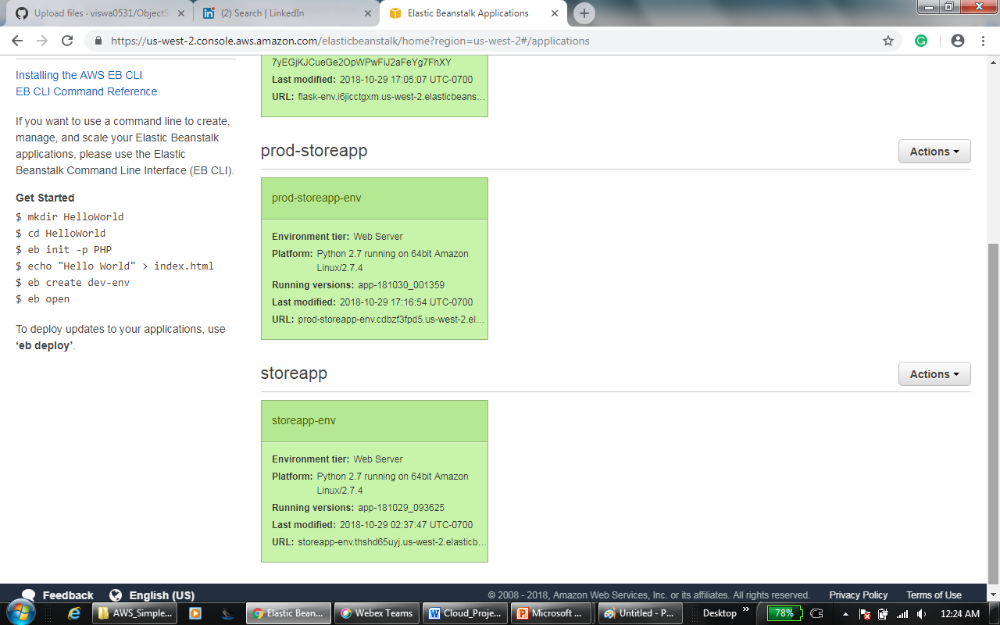 Upload files · viswa0531/ObjectS
(2) Search | LinkedIn
Elastic Beanstalk Applications
https://us-west-2.console.aws.amazon.com/elasticbeanstalk/home?region=us-west-2#/applications
Installing the AWS EB CLI
EB CLI Command Reference
If you want to use a command line to create,
manage, and scale your Elastic Beanstalk
applications, please use the Elastic
Beanstalk Command Line Interface (EB CLI).
Get Started
$ mkdir HelloWorld
$ cd HelloWorld
$ eb init -p PHP
$ echo "Hello World" > index.html
$ eb create dev-env
$ eb open
To deploy updates to your applications, use
‘eb deploy’.
7yEGjKJCueGe2OpWPwFiJ2aFeYg7FhXY
Last modified: 2018-10-29 17:05:07 UTC-0700
URL: flask-env.i6jicctgxm.us-west-2.elasticbeans...
prod-storeapp
Actions
prod-storeapp-env
Environment tier: Web Server
Platform: Python 2.7 running on 64bit Amazon
Linux/2.7.4
Running versions: app-181030_001359
Last modified: 2018-10-29 17:16:54 UTC-0700
URL: prod-storeapp-env.cdbzf3fpd5.us-west-2.el...
storeapp
Actions
storeapp-env
Environment tier: Web Server
Platform: Python 2.7 running on 64bit Amazon
Linux/2.7.4
Running versions: app-181029_093625
Last modified: 2018-10-29 02:37:47 UTC-0700
URL: storeapp-env.thshd65uyj.us-west-2.elasticb...
Feedback
English (US)
© 2008 - 2018, Amazon Web Services, Inc. or its affiliates. All rights reserved.
Privacy Policy
Terms of Use
AWS_Simple...
Elastic Bean...
Webex Teams
Cloud_Proje...
Microsoft ...
Untitled - P...
Desktop
78%
12:24 AM